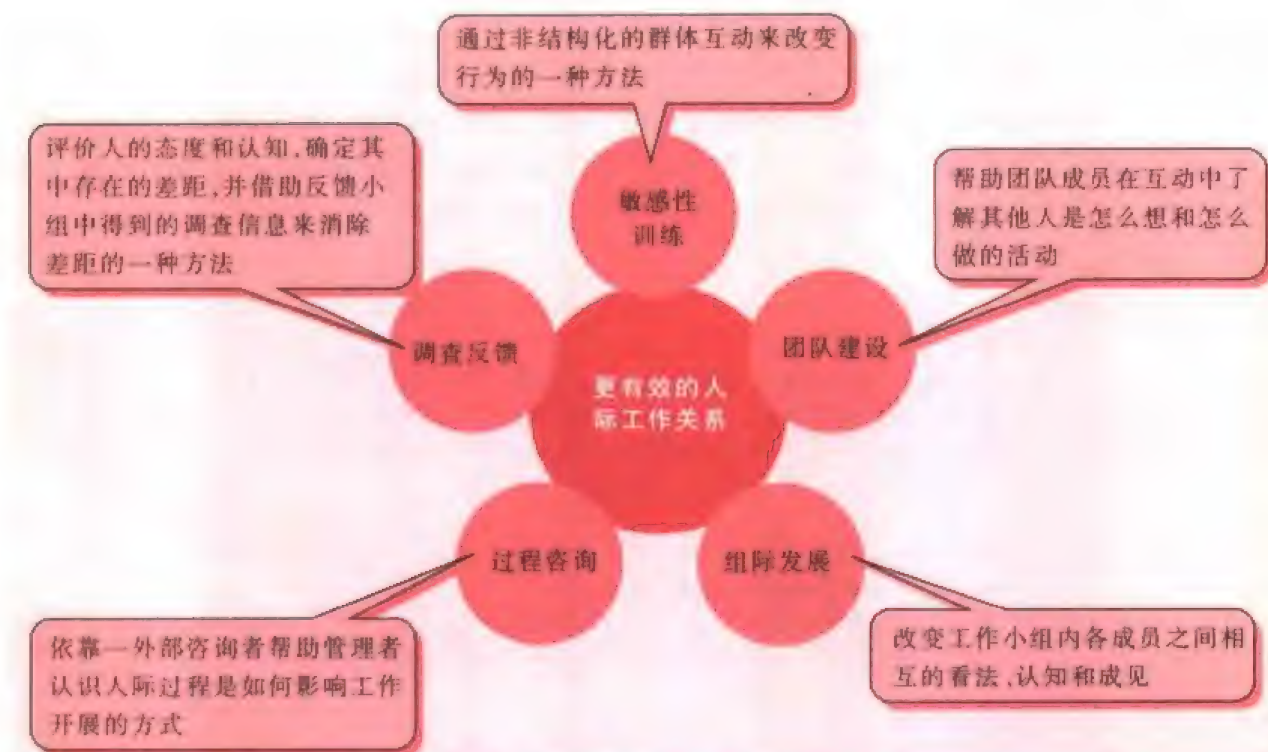 通过非结构化的群体互动来改变
行为的一种方法
评价人的态度和认知,确定其
中存在的差距,并借助反馈小
组中得到的调查信息来消除
差距的一种方法
敏感性
训练
帮助团队成员在互动中了
解其他人是怎么想和怎么
做的活动
调查反馈
团队建设
更有效的人
际工作关系
过程咨询
组际发展
依靠一外部咨询者帮助管理者
认识人际过程是如何影响工作
开展的方式
改变工作小组内各成员之间相
互的看法、认知和成见